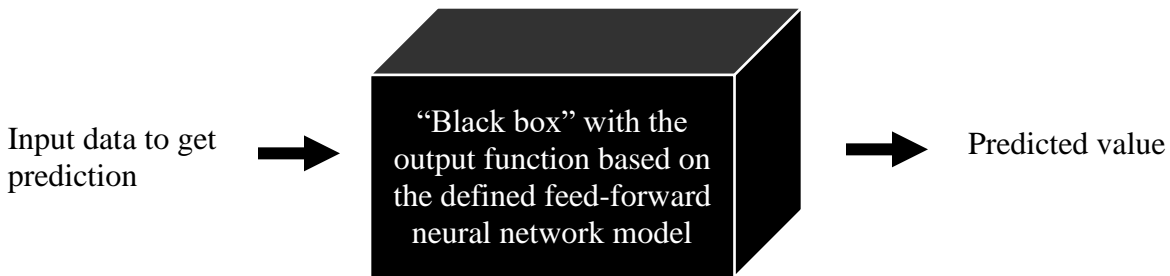 Input data to get
prediction
“Black box” with the
output function based on
the defined feed-forward
neural network model
Predicted value